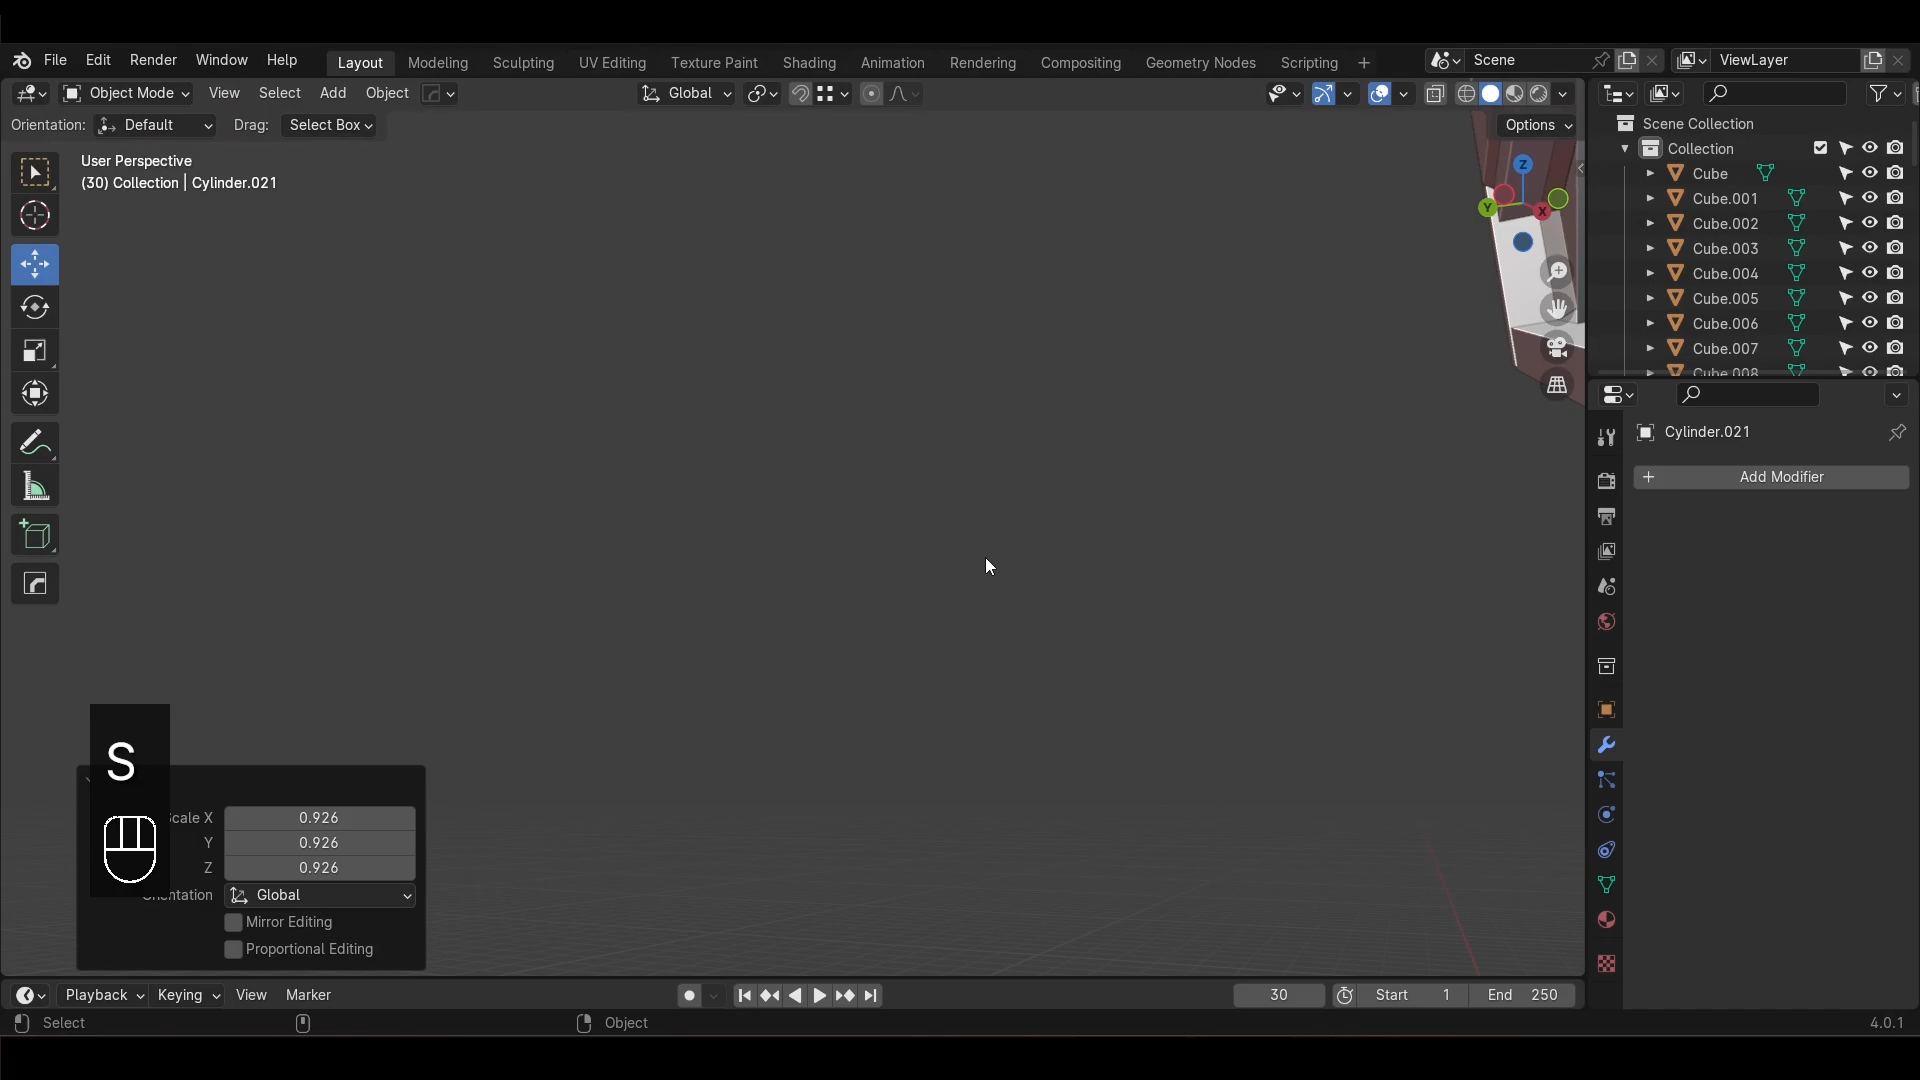 File Edit Render Window Help Layout Modeling Sculpting UV Editing Texture Paint Shading Animation Rendering Compositing Geometry Nodes Scripting + Scene ViewLayer
Object Mode View Select Add Object Global
Orientation: Default Drag: Select Box Options
User Perspective
(30) Collection | Cylinder.021
Z
Y
X
Scene Collection
Collection
Cube
Cube.001
Cube.002
Cube.003
Cube.004
Cube.005
Cube.006
Cube.007
Cube.008
Cylinder.021
+ Add Modifier
S
Scale X 0.926
Y 0.926
Z 0.926
Orientation Global
Mirror Editing
Proportional Editing
Playback Keying View Marker 30 Start 1 End 250
Select Object 4.0.1